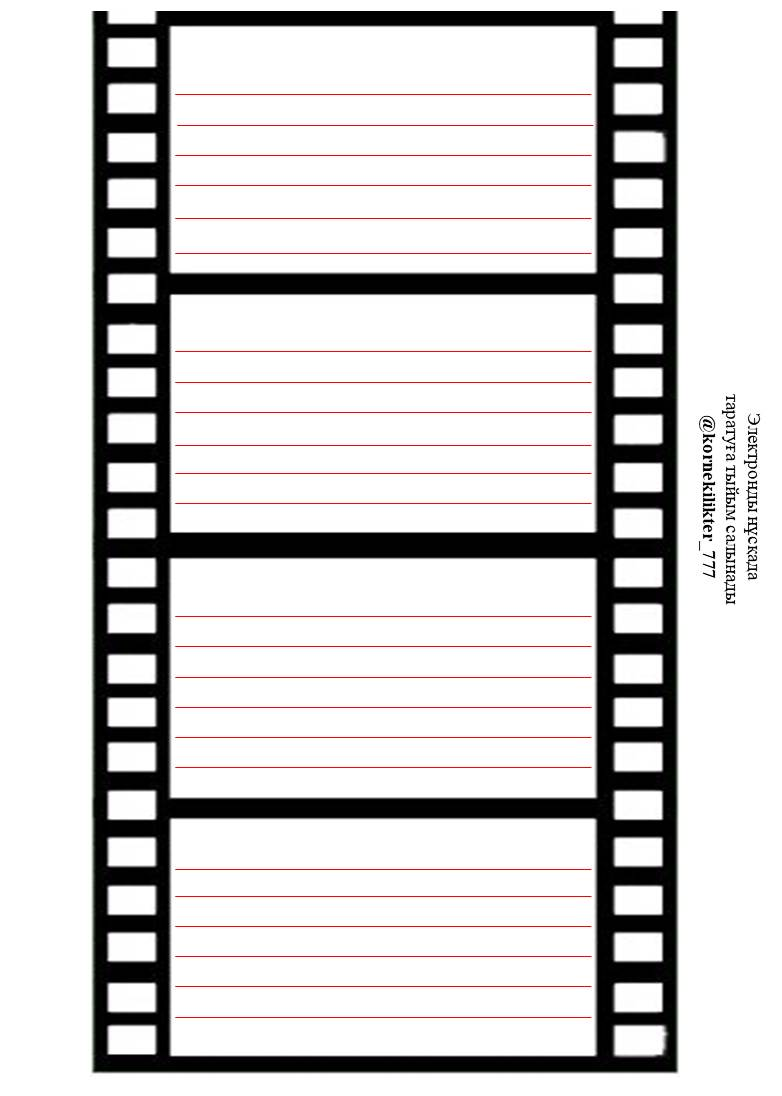 Электронды нұсқада
таратуға тыйым салынады
@kornekilikter_777